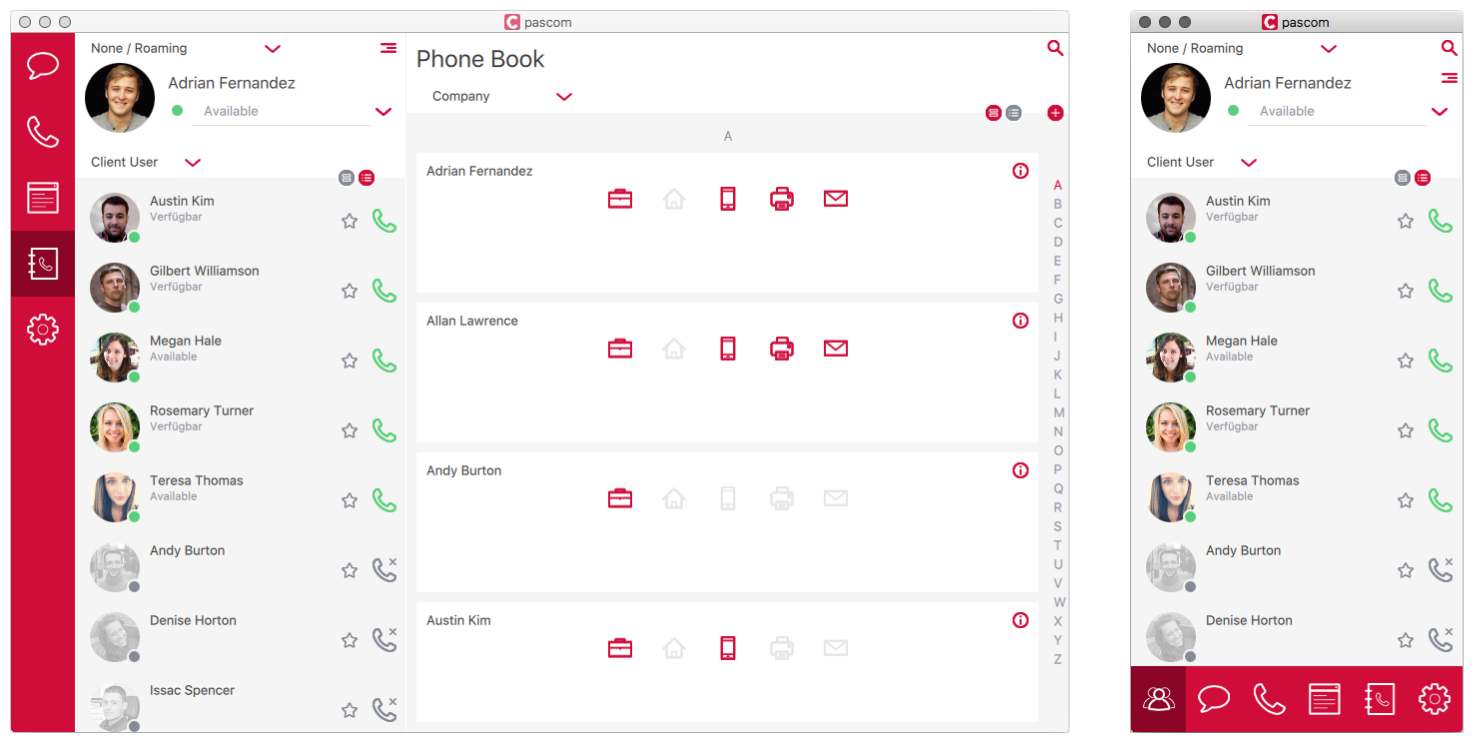 pascom
None / Roaming
Adrian Fernandez
Available
Client User
Austin Kim
Verfügbar
Gilbert Williamson
Verfügbar
Megan Hale
Available
Rosemary Turner
Verfügbar
Teresa Thomas
Available
Andy Burton
Denise Horton
Issac Spencer
Phone Book
Company
A
Adrian Fernandez
Allan Lawrence
Andy Burton
Austin Kim
A
B
C
D
E
F
G
H
I
J
K
L
M
N
O
P
Q
R
S
T
U
V
W
X
Y
Z
pascom
None / Roaming
Adrian Fernandez
Available
Client User
Austin Kim
Verfügbar
Gilbert Williamson
Verfügbar
Megan Hale
Available
Rosemary Turner
Verfügbar
Teresa Thomas
Available
Andy Burton
Denise Horton